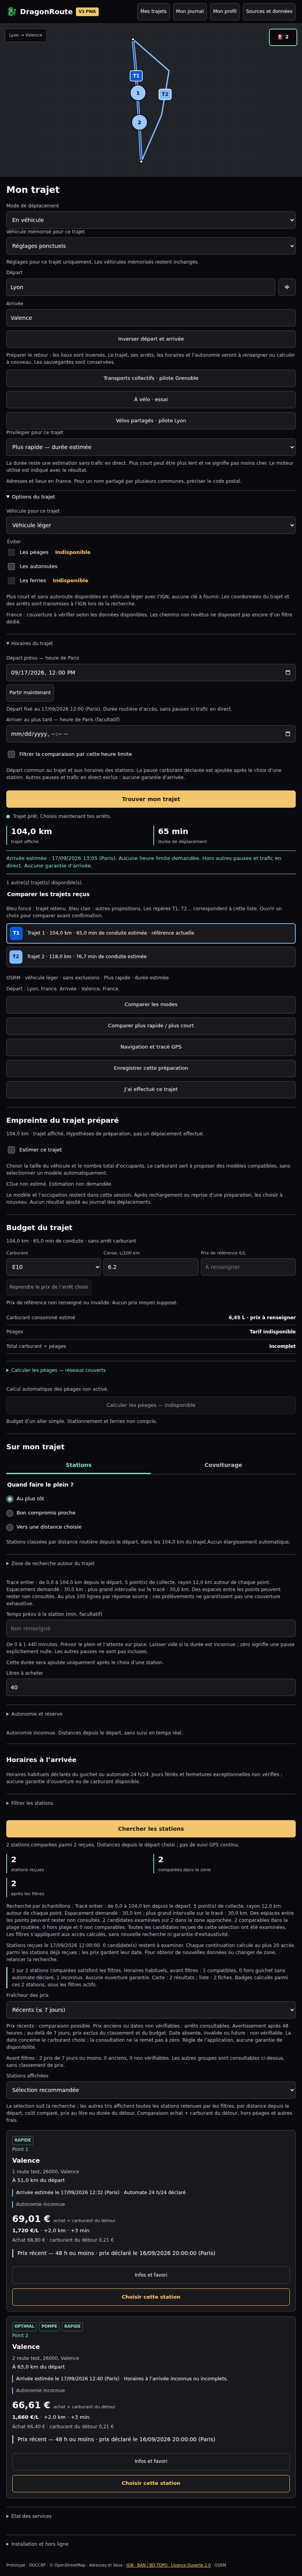 DragonRoute
V3 PWA
Mes trajets
Mon journal
Mon profil
Sources et données
Lyon → Valence
2
T1
T2
1
2
Mon trajet
Mode de déplacement
En véhicule
Véhicule mémorisé pour ce trajet
Réglages ponctuels
Réglages pour ce trajet uniquement. Les véhicules mémorisés restent inchangés.
Départ
Lyon
Arrivée
Valence
Inverser départ et arrivée
Préparer le retour : les lieux sont inversés. Le trajet, ses arrêts, les horaires et l'autonomie seront à renseigner ou calculer à nouveau. Les sauvegardes sont conservées.
Transports collectifs · pilote Grenoble
À vélo · essai
Vélos partagés · pilote Lyon
Privilégier pour ce trajet
Plus rapide — durée estimée
La durée reste une estimation sans trafic en direct. Plus court peut être plus lent et ne signifie pas moins cher. Le moteur utilisé est indiqué avec le résultat.
Adresses et lieux en France. Pour un nom partagé par plusieurs communes, préciser le code postal.
▼ Options du trajet
Véhicule pour ce trajet
Véhicule léger
Éviter
Les péages Indisponible
Les autoroutes
Les ferries Indisponible
Plus court et sans autoroute disponibles en véhicule léger avec l'IGN, aucune clé à fournir. Les coordonnées du trajet et des arrêts sont transmises à l'IGN lors de la recherche.
France : couverture à vérifier selon les données disponibles. Les chemins non revêtus ne disposent pas encore d'un filtre dédié.
▼ Horaires du trajet
Départ prévu — heure de Paris
09/17/2026, 12:00 PM
Partir maintenant
Départ fixé au 17/09/2026 12:00 (Paris). Durée routière d'accès, sans pauses ni trafic en direct.
Arriver au plus tard — heure de Paris (facultatif)
mm/dd/yyyy, --:-- --
Filtrer la comparaison par cette heure limite
Départ commun au trajet et aux horaires des stations. La pause carburant déclarée est ajoutée après le choix d'une station. Autres pauses et trafic en direct exclus ; aucune garantie d'arrivée.
Trouver mon trajet
Trajet prêt. Choisis maintenant tes arrêts.
104,0 km
trajet affiché
65 min
durée de déplacement
Arrivée estimée : 17/09/2026 13:05 (Paris). Aucune heure limite demandée. Hors autres pauses et trafic en direct. Aucune garantie d'arrivée.
1 autre(s) trajet(s) disponible(s).
Comparer les trajets reçus
Bleu foncé : trajet retenu. Bleu clair : autres propositions. Les repères T1, T2… correspondent à cette liste. Ouvrir un choix pour comparer avant confirmation.
T1 Trajet 1 · 104,0 km · 65,0 min de conduite estimée · référence actuelle
T2 Trajet 2 · 118,0 km · 76,7 min de conduite estimée
OSRM · véhicule léger · sans exclusions · Plus rapide · durée estimée
Départ : Lyon, France. Arrivée : Valence, France.
Comparer les modes
Comparer plus rapide / plus court
Navigation et tracé GPS
Enregistrer cette préparation
J'ai effectué ce trajet
Empreinte du trajet préparé
104,0 km · trajet affiché. Hypothèses de préparation, pas un déplacement effectué.
Estimer ce trajet
Choisir la taille du véhicule et le nombre total d'occupants. Le carburant sert à proposer des modèles compatibles, sans sélectionner un modèle automatiquement.
CO₂e non estimé. Estimation non demandée.
Le modèle et l'occupation restent dans cette session. Après rechargement ou reprise d'une préparation, les choisir à nouveau. Aucun résultat ajouté au journal des déplacements.
Budget du trajet
104,0 km · 65,0 min de conduite · sans arrêt carburant
Carburant
Conso. L/100 km
Prix de référence €/L
E10
6.2
À renseigner
Reprendre le prix de l'arrêt choisi
Prix de référence non renseigné ou invalide. Aucun prix moyen supposé.
Carburant consommé estimé 6,45 L · prix à renseigner
Péages Tarif indisponible
Total carburant + péages Incomplet
▸ Calculer les péages — réseaux couverts
Calcul automatique des péages non activé.
Calculer les péages — indisponible
Budget d'un aller simple. Stationnement et ferries non compris.
Sur mon trajet
Stations
Covoiturage
Quand faire le plein ?
Au plus tôt
Bon compromis proche
Vers une distance choisie
Stations classées par distance routière depuis le départ, dans les 104,0 km du trajet.Aucun élargissement automatique.
▸ Zone de recherche autour du trajet
Tracé entier : de 0,0 à 104,0 km depuis le départ. 5 point(s) de collecte, rayon 12,0 km autour de chaque point. Espacement demandé : 30,0 km ; plus grand intervalle sur le tracé : 30,0 km. Des espaces entre les points peuvent rester non consultés. Au plus 100 lignes par réponse source ; ces prélèvements ne garantissent pas une couverture exhaustive.
Temps prévu à la station (min, facultatif)
Non renseigné
De 0 à 1 440 minutes. Prévoir le plein et l'attente sur place. Laisser vide si la durée est inconnue ; zéro signifie une pause explicitement nulle. Les autres pauses ne sont pas incluses.
Cette durée sera ajoutée uniquement après le choix d'une station.
Litres à acheter
40
▸ Autonomie et réserve
Autonomie inconnue. Distances depuis le départ, sans suivi en temps réel.
Horaires à l'arrivée
Horaires habituels déclarés du guichet ou automate 24 h/24. Jours fériés et fermetures exceptionnelles non vérifiés ; aucune garantie d'ouverture ou de carburant disponible.
▸ Filtrer les stations
Chercher les stations
2 stations comparées parmi 2 reçues. Distances depuis le départ choisi ; pas de suivi GPS continu.
2
stations reçues
2
comparées dans la zone
2
après les filtres
Recherche par échantillons : Tracé entier : de 0,0 à 104,0 km depuis le départ. 5 point(s) de collecte, rayon 12,0 km autour de chaque point. Espacement demandé : 30,0 km ; plus grand intervalle sur le tracé : 30,0 km. Des espaces entre les points peuvent rester non consultés. 2 candidates examinées sur 2 dans la zone approchée. 2 comparables dans la plage routière, 0 hors plage et 0 non comparables. Toutes les candidates reçues de cette sélection ont été examinées. Les filtres s'appliquent aux accès calculés, sans nouvelle recherche ni garantie d'exhaustivité.
Stations reçues le 17/09/2026 12:00:00. 0 candidate(s) restent à examiner. Chaque continuation calcule au plus 20 accès parmi les stations déjà reçues ; les prix gardent leur date. Pour obtenir de nouvelles données ou changer de zone, relancer la recherche.
2 sur 2 stations comparées satisfont les filtres. Horaires habituels, avant filtres : 1 compatibles, 0 hors guichet sans automate déclaré, 1 inconnus. Aucune ouverture garantie. Carte : 2 résultats ; liste : 2 fiches. Badges calculés parmi ces 2 stations, sous les filtres actifs.
Fraîcheur des prix
Récents (≤ 7 jours)
Prix récents : comparaison possible. Prix anciens ou dates non vérifiables : arrêts consultables. Avertissement après 48 heures ; au-delà de 7 jours, prix exclus du classement et du budget. Date absente, invalide ou future : non vérifiable. La date concerne le carburant choisi ; la consultation ne la remet pas à zéro. Règle de l'application, aucune garantie de disponibilité.
Avant filtres : 2 prix de 7 jours ou moins, 0 anciens, 0 non vérifiables. Les autres groupes sont consultables ci-dessus, sans classement de prix.
Stations affichées
Sélection recommandée
La sélection suit la recherche ; les autres tris affichent toutes les stations retenues par les filtres, par distance depuis le départ, coût comparé, prix au litre ou durée du détour. Comparaison achat + carburant du détour, hors péages et autres frais.
RAPIDE
Point 1
Valence
1 route test, 26000, Valence
À 51,0 km du départ
Arrivée estimée le 17/09/2026 12:32 (Paris) · Automate 24 h/24 déclaré
Autonomie inconnue
69,01 € achat + carburant du détour
1,720 €/L · +2,0 km · +3 min
Achat 68,80 € · carburant du détour 0,21 €
Prix récent — 48 h ou moins · prix déclaré le 16/09/2026 20:00:00 (Paris)
Infos et favori
Choisir cette station
OPTIMAL
POMPE
RAPIDE
Point 2
Valence
2 route test, 26000, Valence
À 63,0 km du départ
Arrivée estimée le 17/09/2026 12:40 (Paris) · Horaires à l'arrivée inconnus ou incomplets.
Autonomie inconnue
66,61 € achat + carburant du détour
1,660 €/L · +2,0 km · +3 min
Achat 66,40 € · carburant du détour 0,21 €
Prix récent — 48 h ou moins · prix déclaré le 16/09/2026 20:00:00 (Paris)
Infos et favori
Choisir cette station
▸ État des services
▸ Installation et hors ligne
Prototype · DGCCRF · © OpenStreetMap · Adresses et lieux : IGN · BAN / BD TOPO · Licence Ouverte 2.0 · OSRM